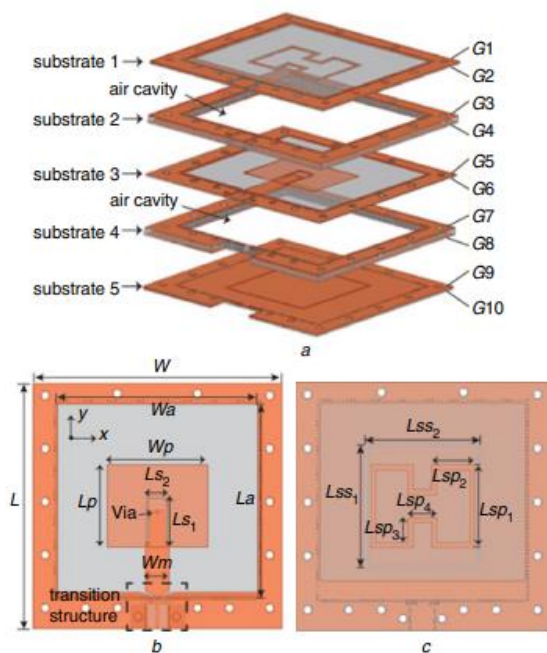 substrate 1
G1
G2
air cavity
substrate 2
G3
G4
substrate 3
G5
G6
air cavity
substrate 4
G7
G8
substrate 5
G9
G10
a
W
Wa
y
x
Wp
Ls2
L
Lp
Via
Ls1
La
Wm
transition
structure
b
Lss2
Lsp2
Lss1
Lsp4
Lsp1
Lsp3
c